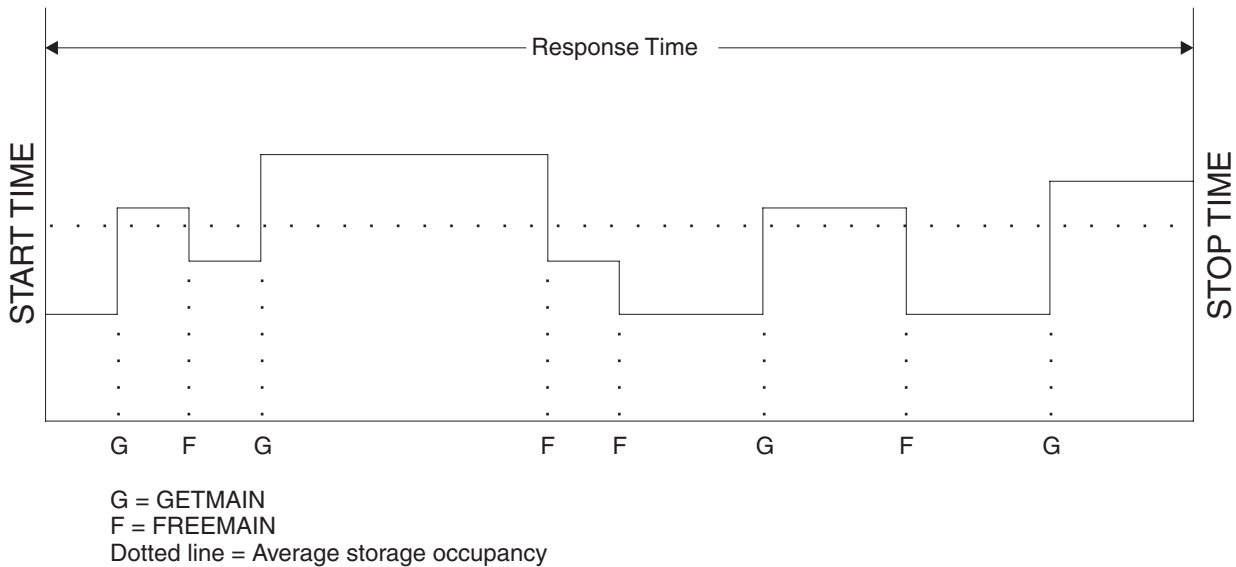 Response Time
START TIME
STOP TIME
G F G F F G F G
G = GETMAIN
F = FREEMAIN
Dotted line = Average storage occupancy